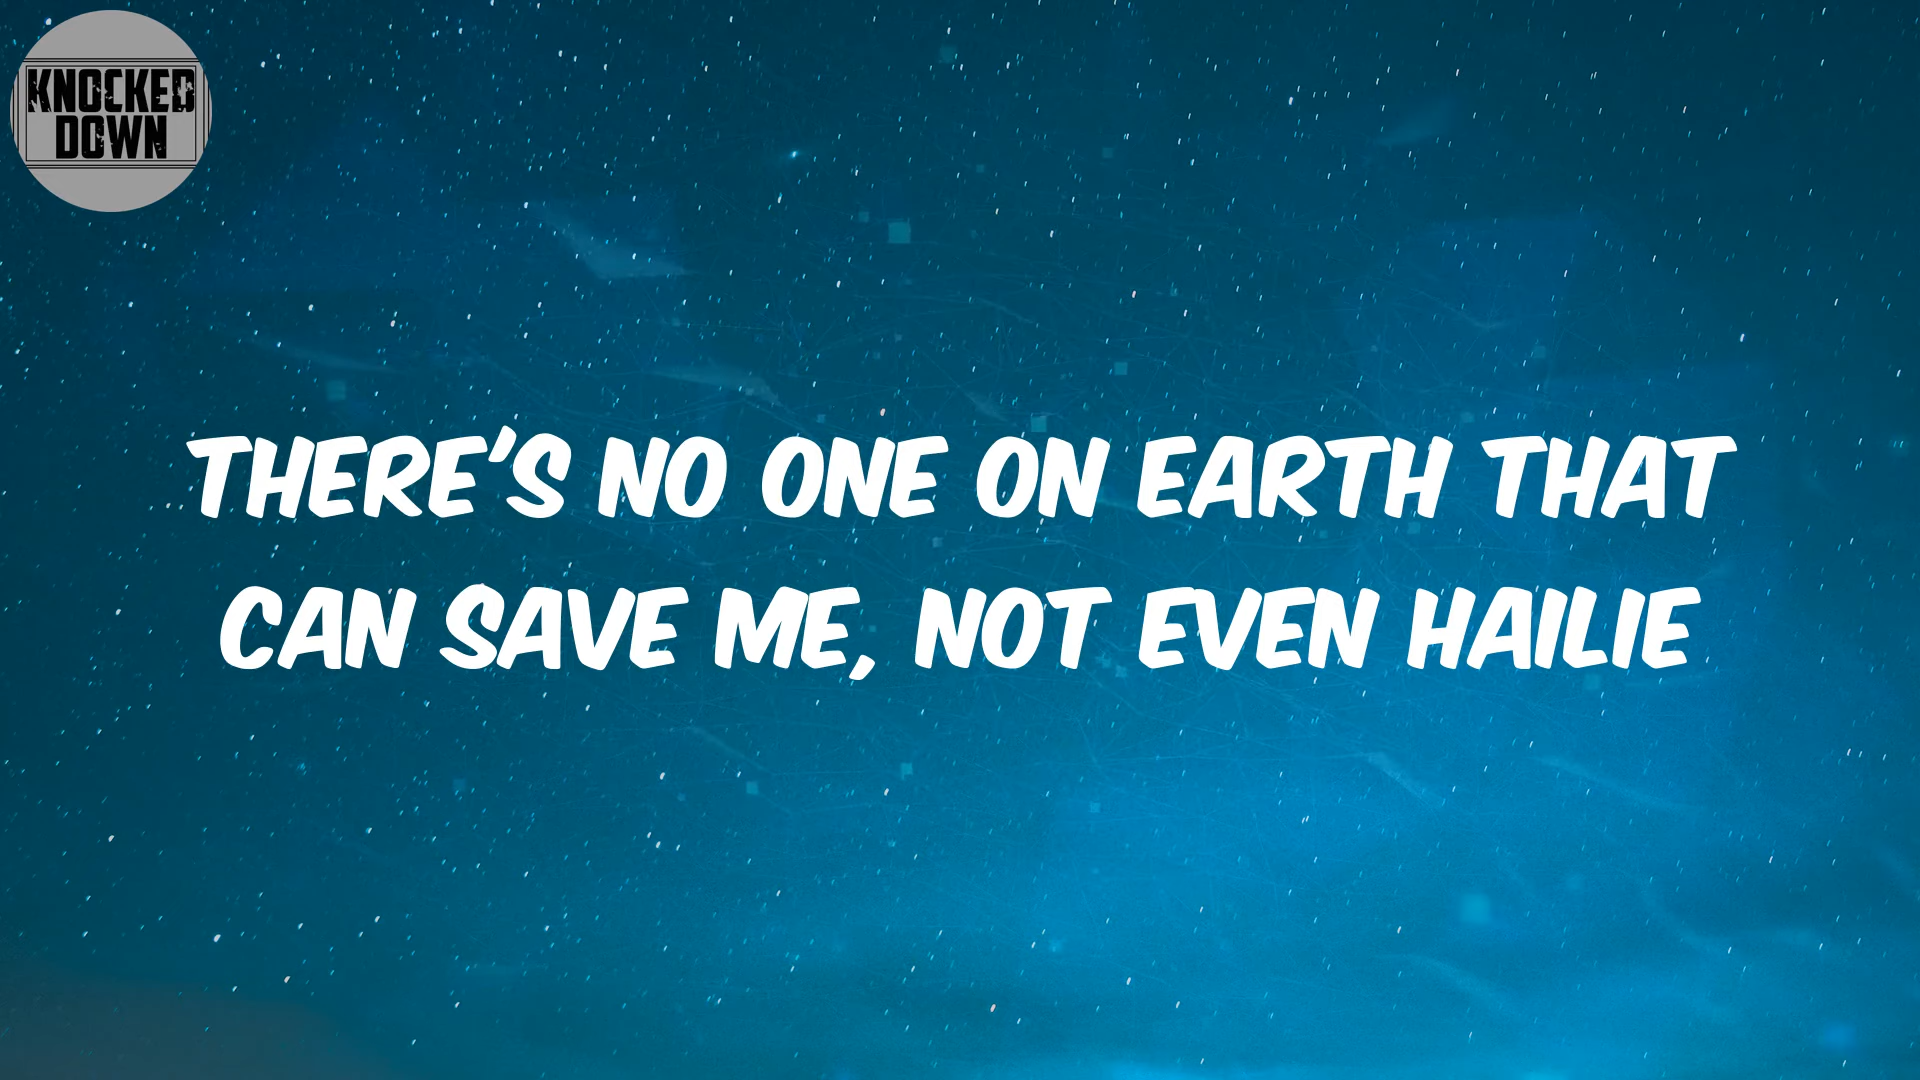 KNOCKED
DOWN
THERE'S NO ONE ON EARTH THAT
CAN SAVE ME, NOT EVEN HAILIE